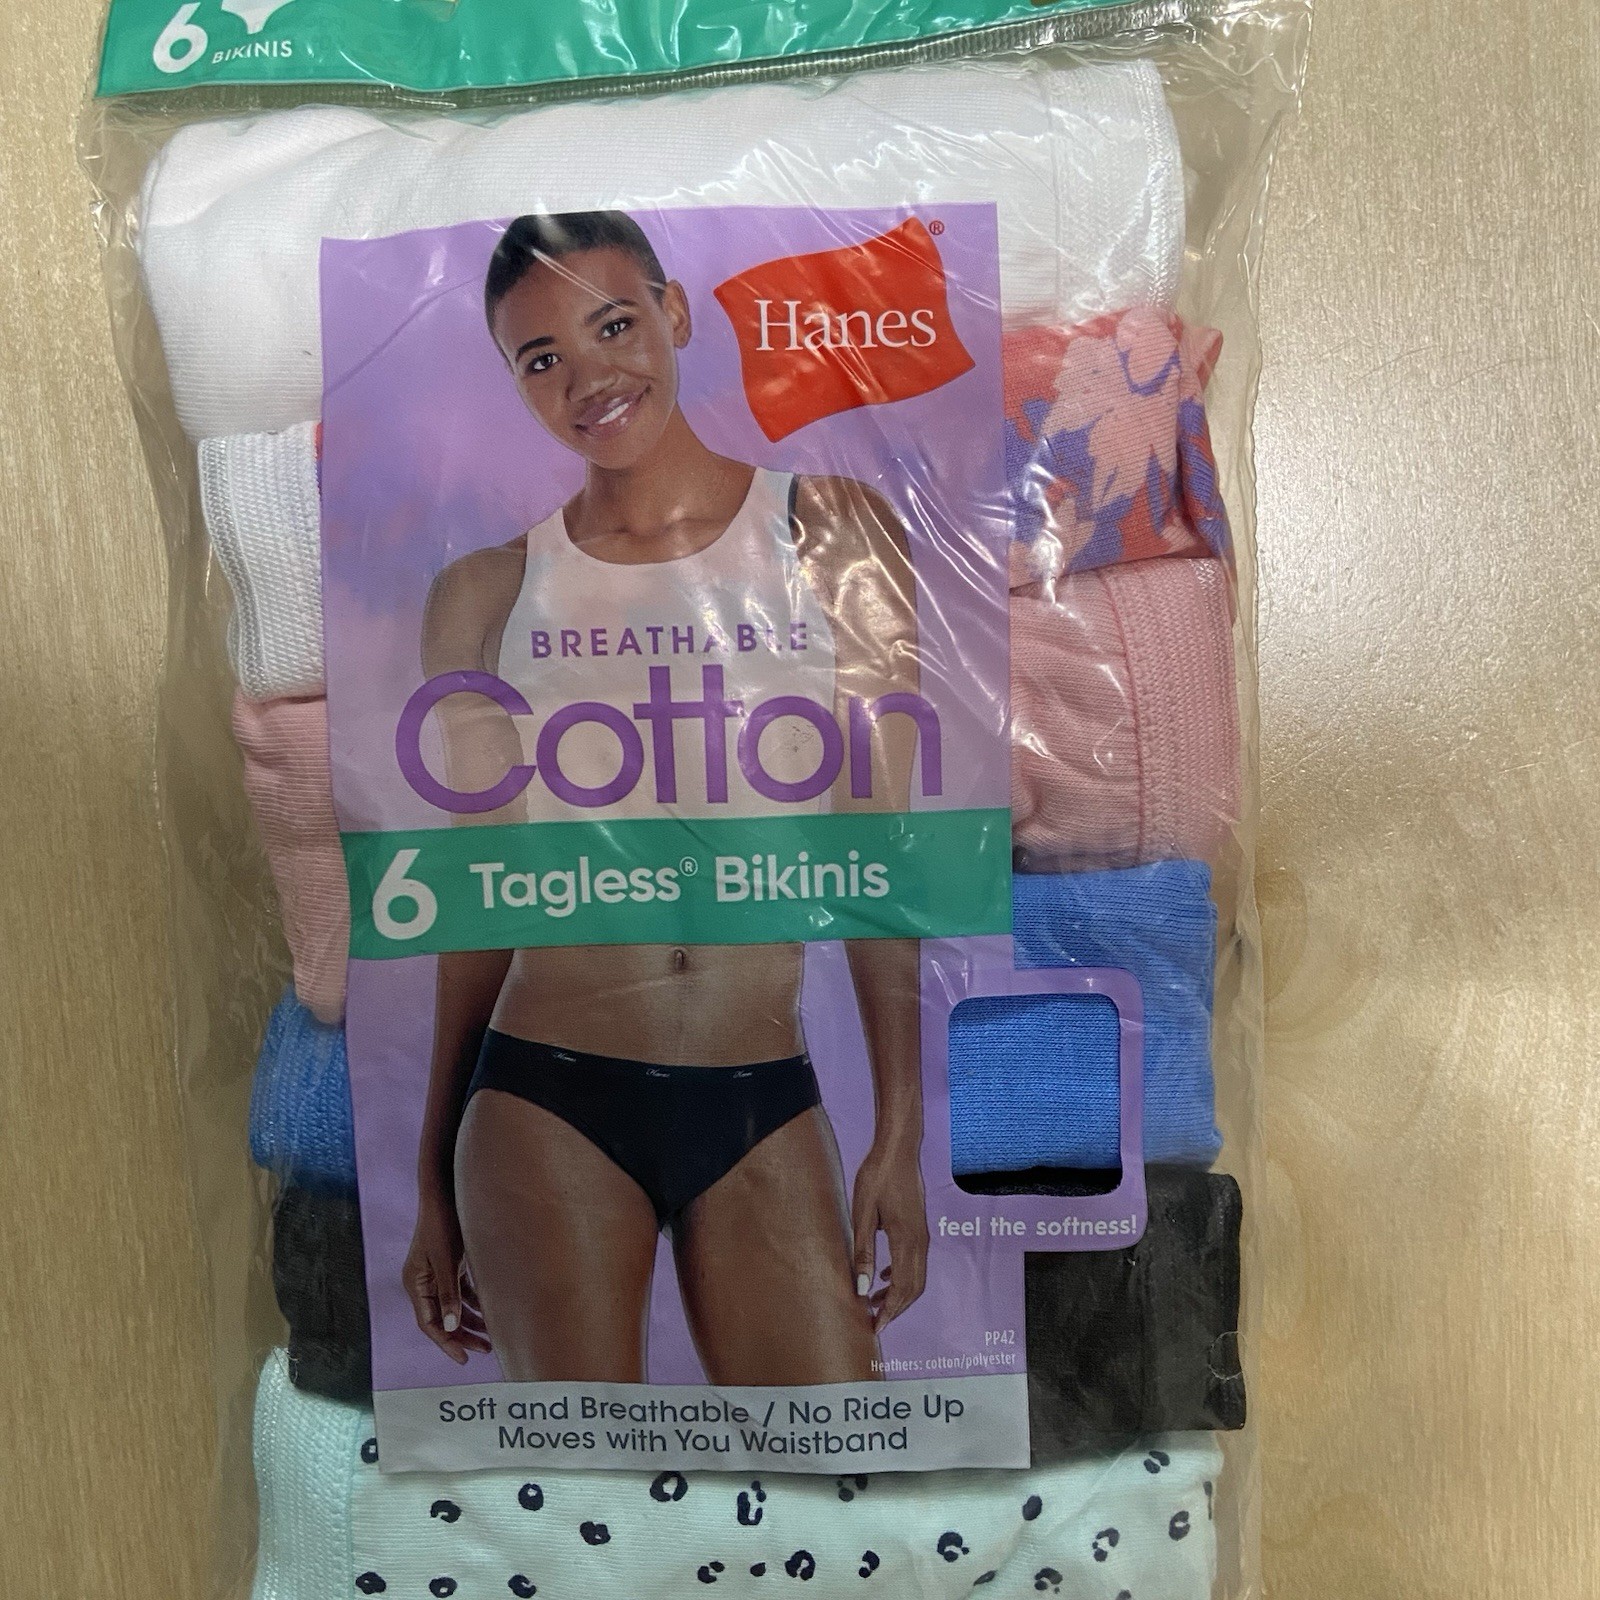 6 BIKINIS
Hanes®
BREATHABLE
Cotton
6 Tagless® Bikinis
feel the softness!
PP42
Heathers: cotton/polyester
Soft and Breathable / No Ride Up
Moves with You Waistband